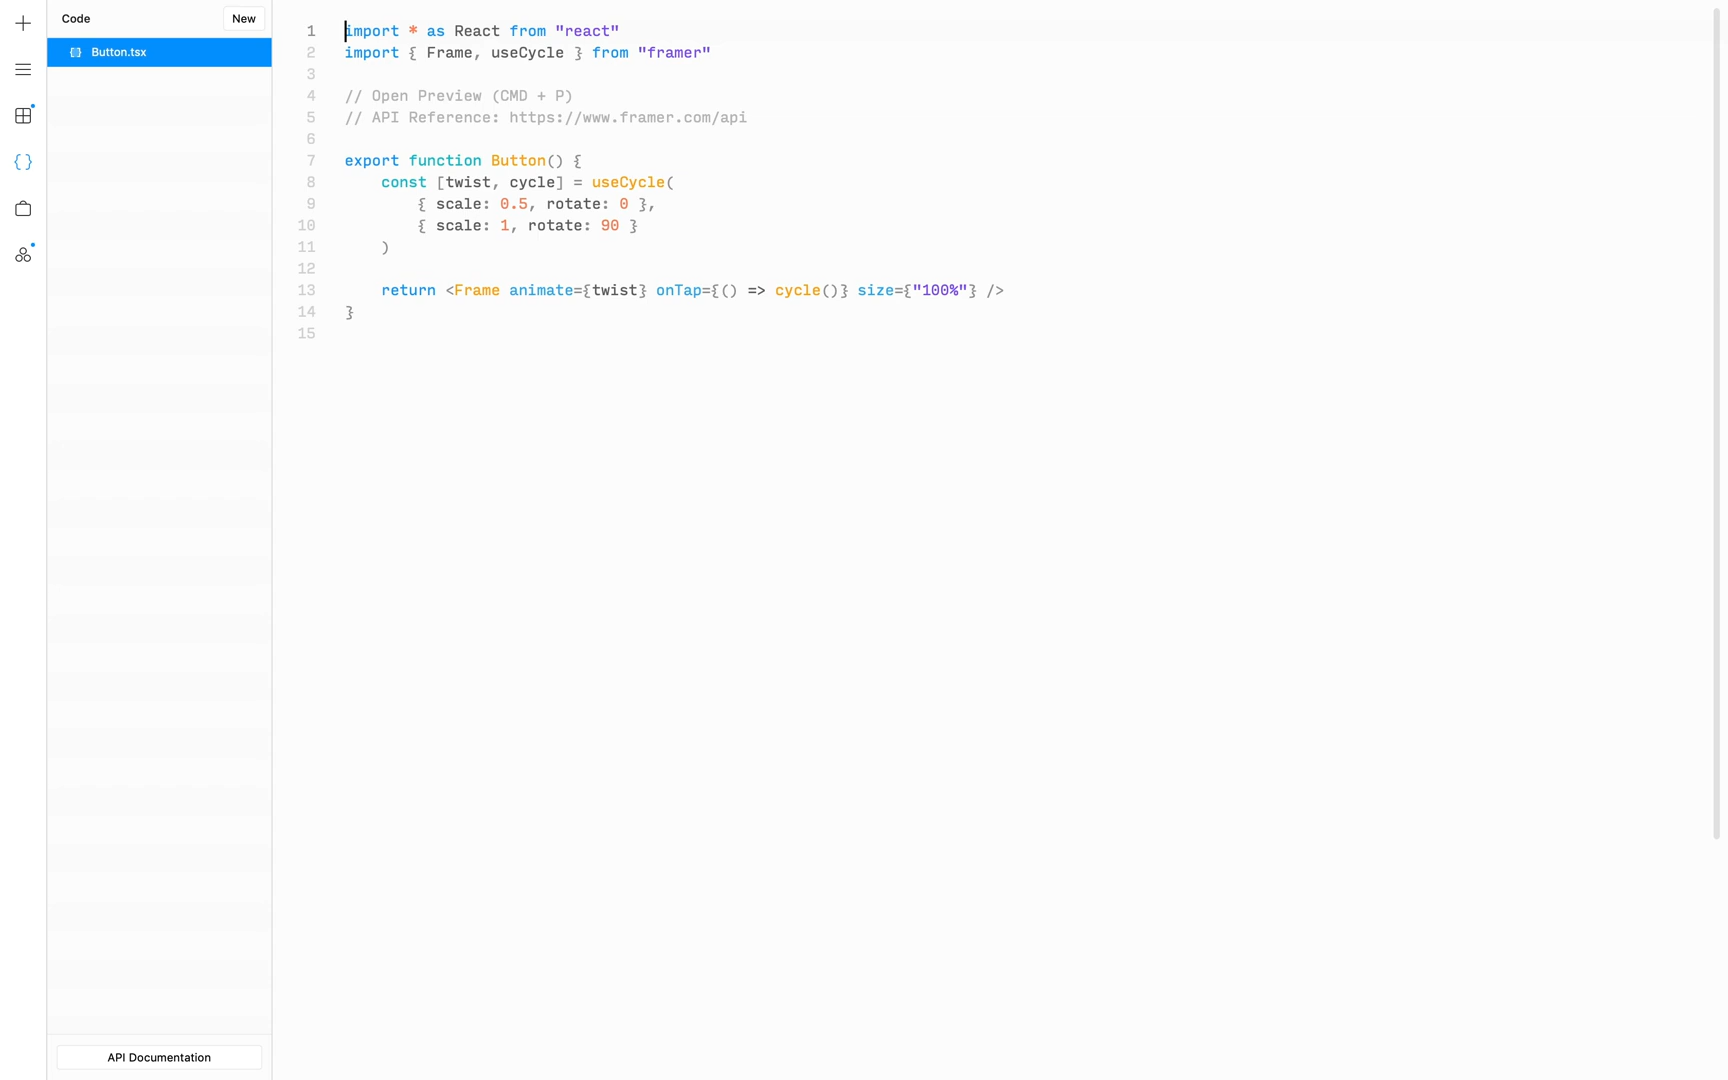 Code
New
Button.tsx
API Documentation
1 import * as React from "react"
2 import { Frame, useCycle } from "framer"
3
4 // Open Preview (CMD + P)
5 // API Reference: https://www.framer.com/api
6
7 export function Button() {
8     const [twist, cycle] = useCycle(
9         { scale: 0.5, rotate: 0 },
10         { scale: 1, rotate: 90 }
11     )
12
13     return <Frame animate={twist} onTap={() => cycle()} size={"100%"} />
14 }
15